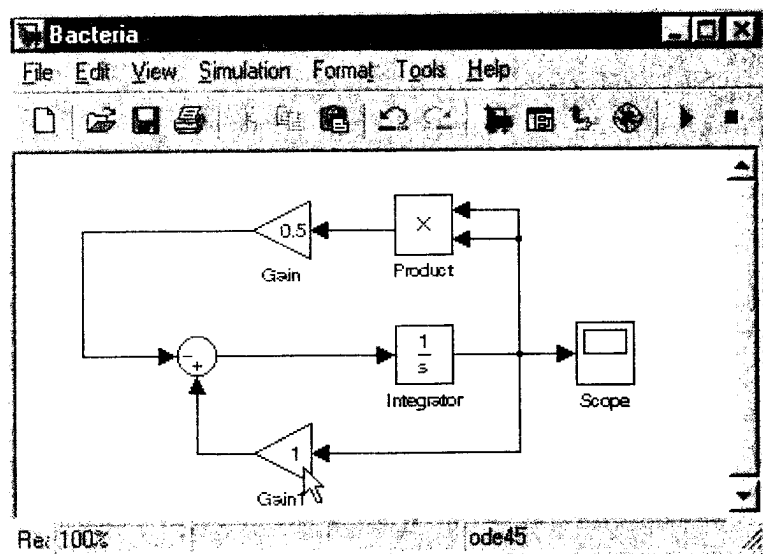 Bacteria
File Edit View Simulation Format Tools Help
0.5
×
Gain
Product
−
+
1
s
Integrator
Scope
1
Gain1
100%
ode45